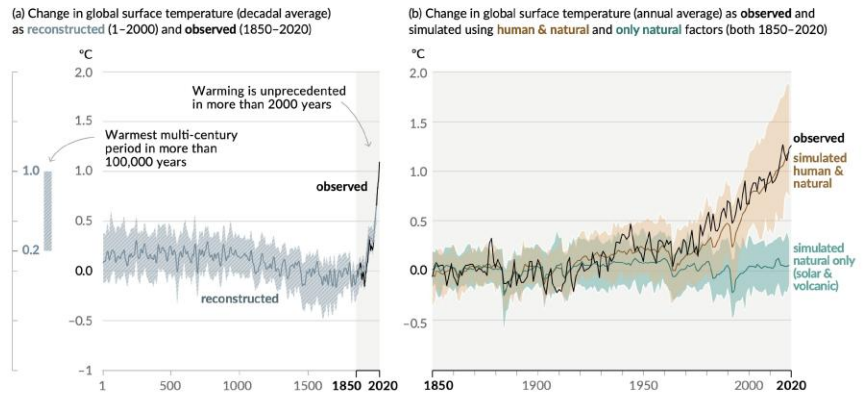 (a) Change in global surface temperature (decadal average)
as reconstructed (1–2000) and observed (1850–2020)
°C
2.0
1.5
1.0
0.5
0.0
−0.5
−1
1.0
0.2
Warming is unprecedented
in more than 2000 years
Warmest multi-century
period in more than
100,000 years
observed
reconstructed
1
500
1000
1500
1850
2020
(b) Change in global surface temperature (annual average) as observed and
simulated using human & natural and only natural factors (both 1850–2020)
°C
2.0
1.5
1.0
0.5
0.0
−0.5
observed
simulated
human &
natural
simulated
natural only
(solar &
volcanic)
1850
1900
1950
2000
2020